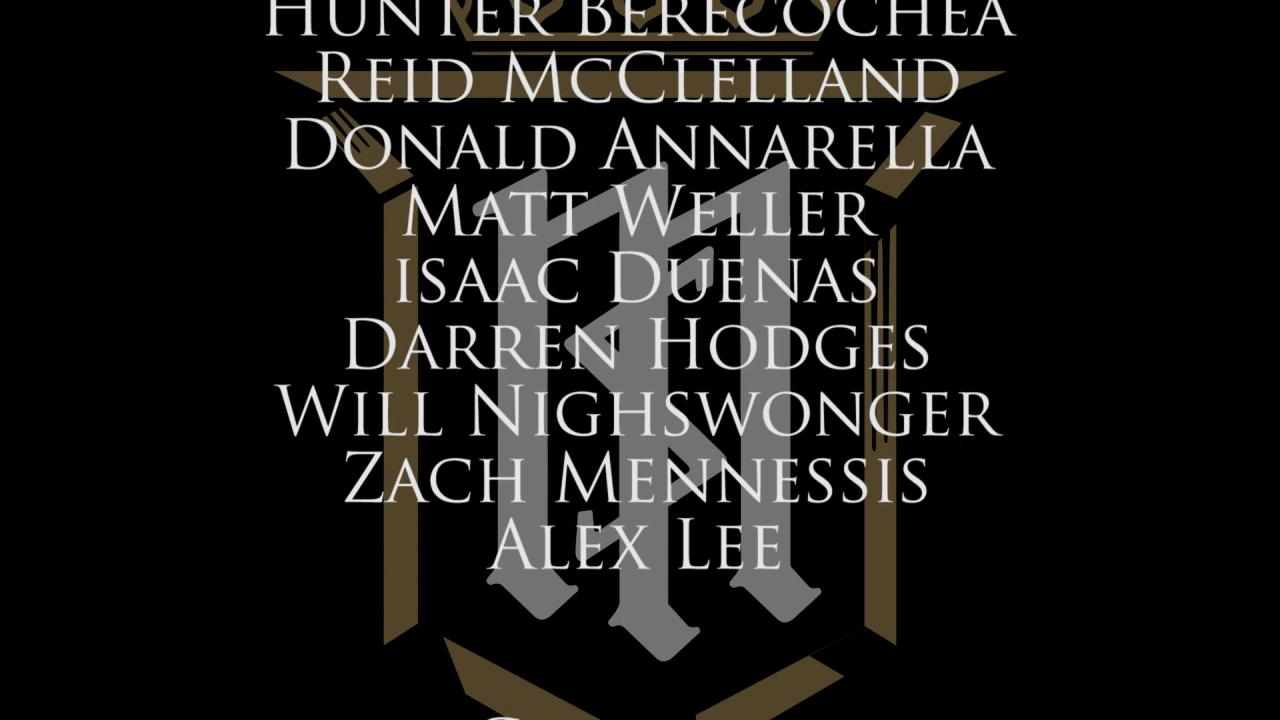 Hunter Berecochea
Reid McClelland
Donald Annarella
Matt Weller
Isaac Duenas
Darren Hodges
Will Nighswonger
Zach Mennessis
Alex Lee